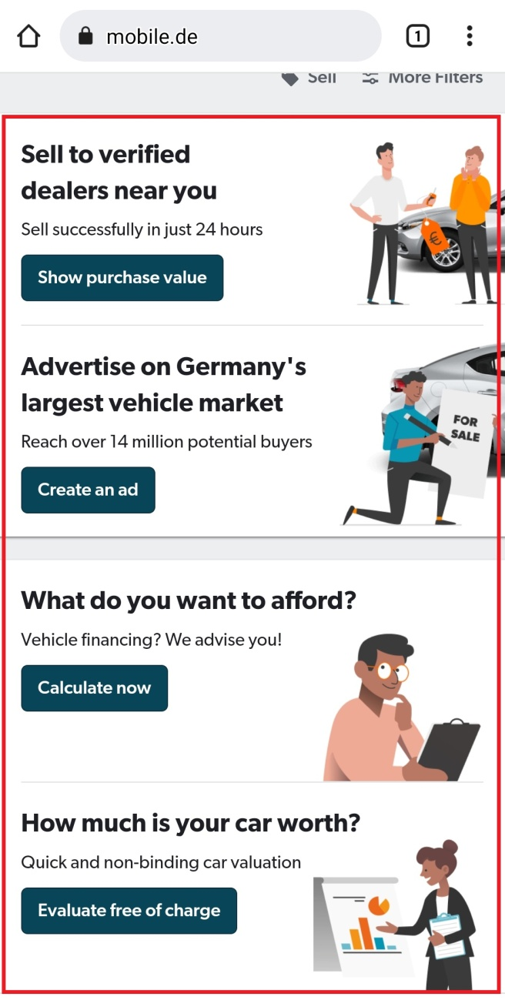 mobile.de
1
Sell More Filters
Sell to verified
dealers near you
Sell successfully in just 24 hours
Show purchase value
€
Advertise on Germany's
largest vehicle market
Reach over 14 million potential buyers
Create an ad
FOR
SALE
What do you want to afford?
Vehicle financing? We advise you!
Calculate now
How much is your car worth?
Quick and non-binding car valuation
Evaluate free of charge